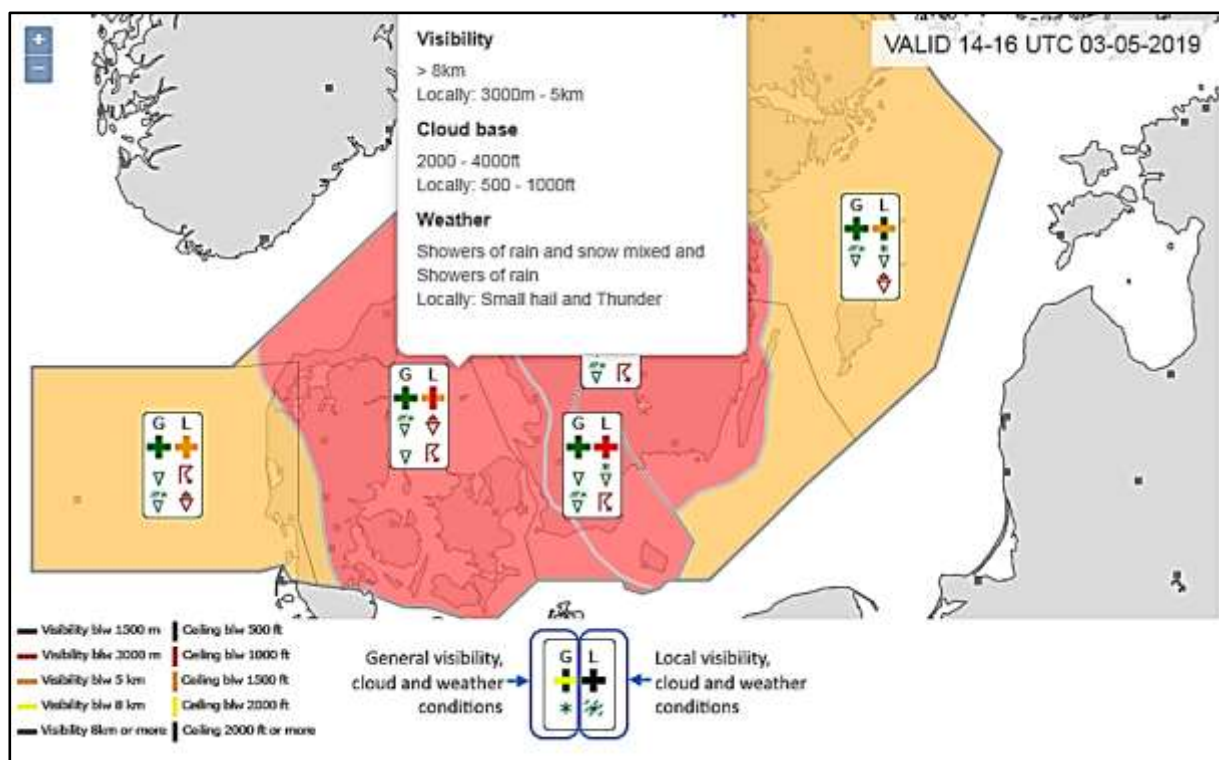 +
−
VALID 14-16 UTC 03-05-2019
Visibility
> 8km
Locally: 3000m - 5km
Cloud base
2000 - 4000ft
Locally: 500 - 1000ft
Weather
Showers of rain and snow mixed and
Showers of rain
Locally: Small hail and Thunder
G L
G L
G L
G L
Visibility blw 1500 m
Visibility blw 3000 m
Visibility blw 5 km
Visibility blw 8 km
Visibility 8km or more
Ceiling blw 500 ft
Ceiling blw 1000 ft
Ceiling blw 1500 ft
Ceiling blw 2000 ft
Ceiling 2000 ft or more
General visibility,
cloud and weather
conditions
G L
Local visibility,
cloud and weather
conditions